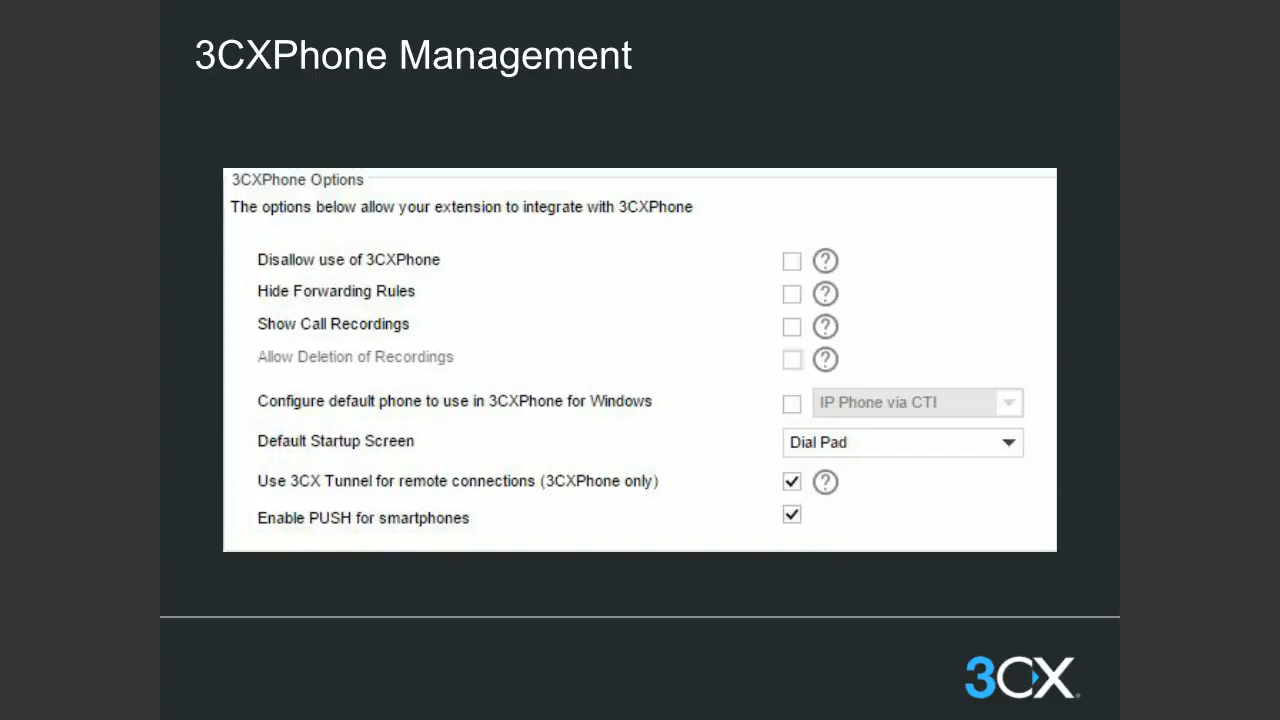 3CXPhone Management
3CXPhone Options
The options below allow your extension to integrate with 3CXPhone
Disallow use of 3CXPhone
?
Hide Forwarding Rules
?
Show Call Recordings
?
Allow Deletion of Recordings
?
Configure default phone to use in 3CXPhone for Windows
IP Phone via CTI
Default Startup Screen
Dial Pad
Use 3CX Tunnel for remote connections (3CXPhone only)
?
Enable PUSH for smartphones
3CX